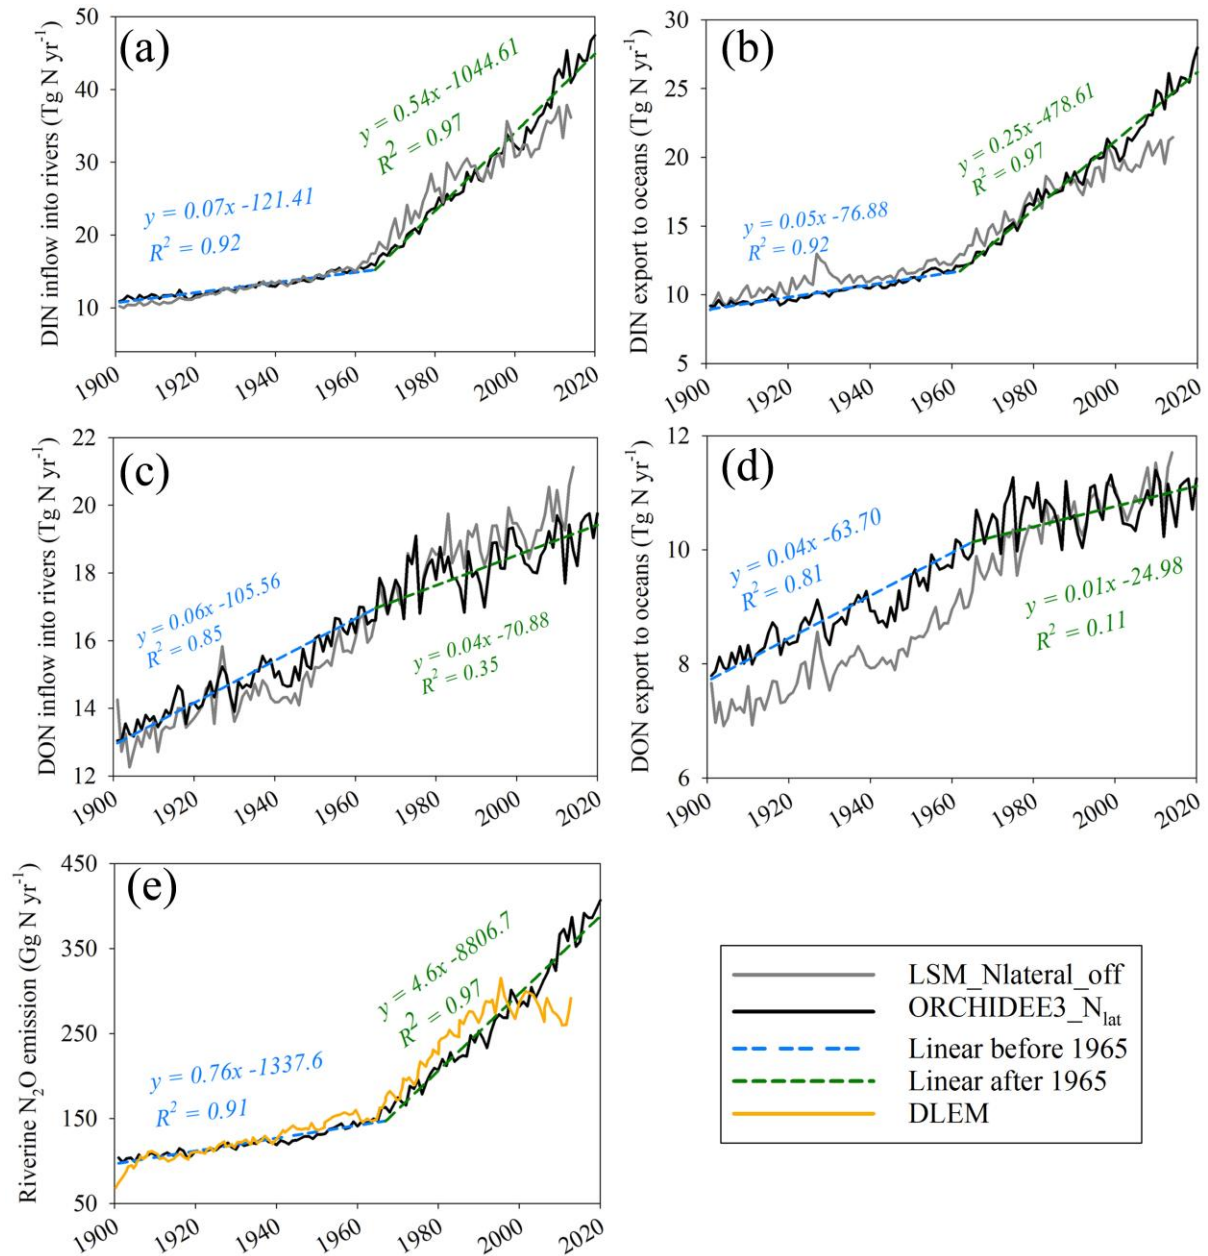 (a)
DIN inflow into rivers (Tg N yr⁻¹)
50
40
30
20
10
y = 0.54x -1044.61
R² = 0.97
y = 0.07x -121.41
R² = 0.92
1900 1920 1940 1960 1980 2000 2020
(b)
DIN export to oceans (Tg N yr⁻¹)
30
25
20
15
10
5
y = 0.25x -478.61
R² = 0.97
y = 0.05x -76.88
R² = 0.92
1900 1920 1940 1960 1980 2000 2020
(c)
DON inflow into rivers (Tg N yr⁻¹)
22
20
18
16
14
12
y = 0.06x -105.56
R² = 0.85
y = 0.04x -70.88
R² = 0.35
1900 1920 1940 1960 1980 2000 2020
(d)
DON export to oceans (Tg N yr⁻¹)
12
10
8
6
y = 0.04x -63.70
R² = 0.81
y = 0.01x -24.98
R² = 0.11
1900 1920 1940 1960 1980 2000 2020
(e)
Riverine N₂O emission (Gg N yr⁻¹)
450
350
250
150
50
y = 4.6x -8806.7
R² = 0.97
y = 0.76x -1337.6
R² = 0.91
1900 1920 1940 1960 1980 2000 2020
LSM_Nlateral_off
ORCHIDEE3_Nlat
Linear before 1965
Linear after 1965
DLEM